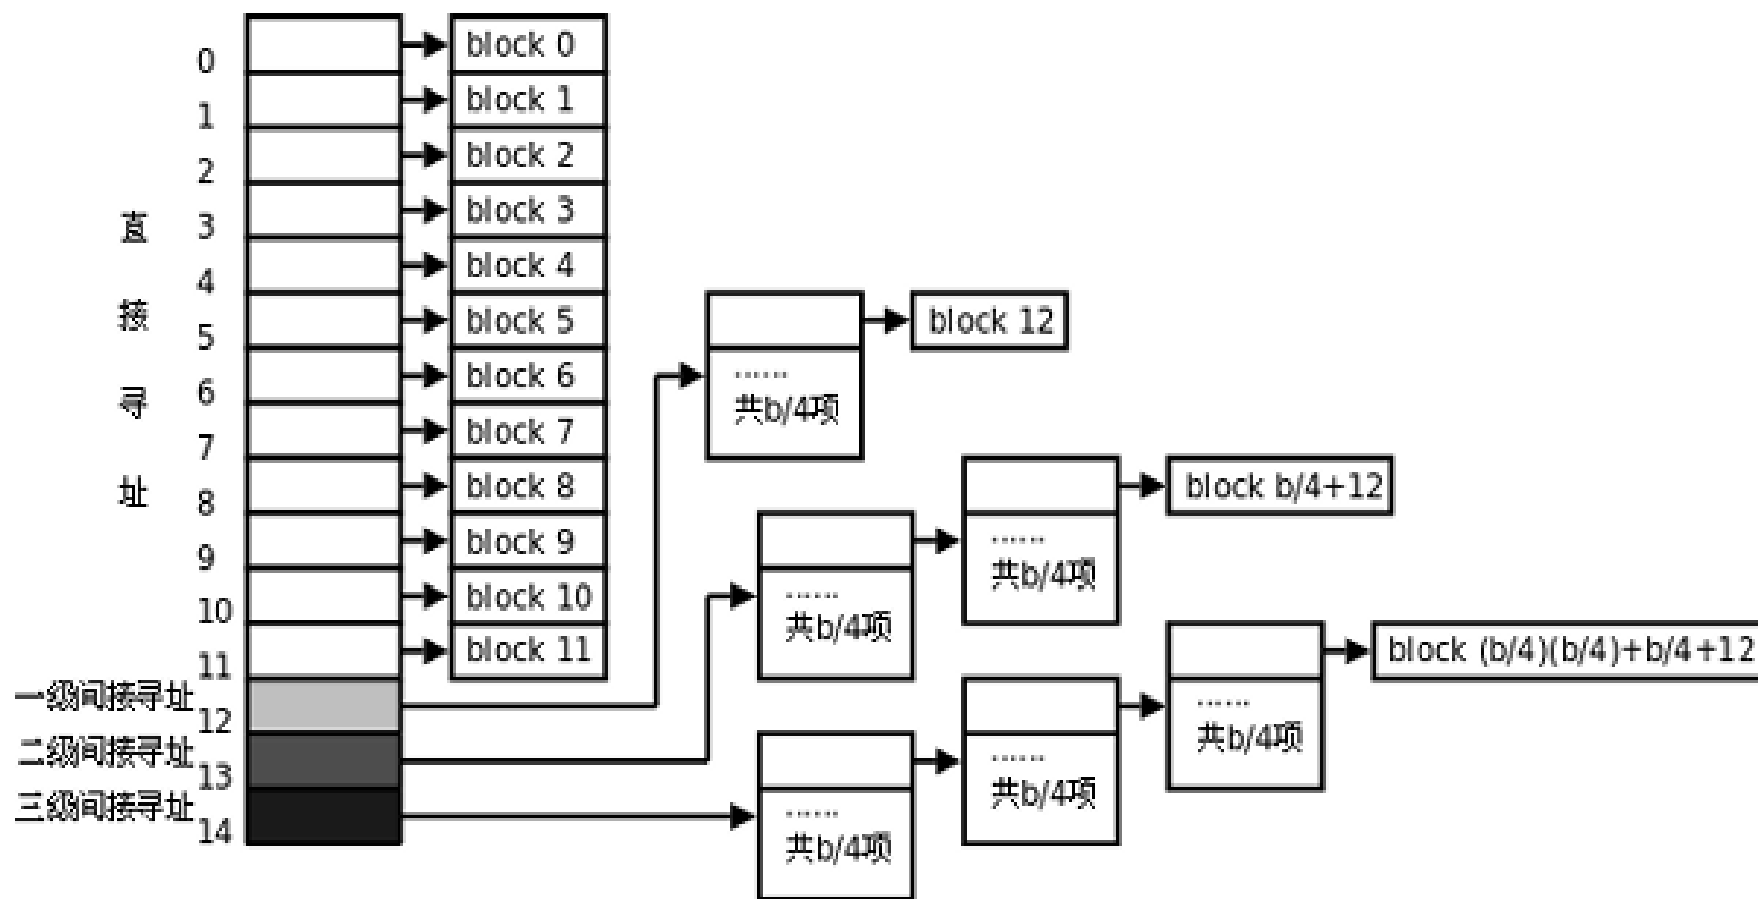 0
block 0
1
block 1
2
block 2
3
block 3
4
block 4
5
block 5
6
block 6
7
block 7
8
block 8
9
block 9
10
block 10
11
block 11
直
接
寻
址
一级间接寻址
12
二级间接寻址
13
三级间接寻址
14
......
共b/4项
block 12
......
共b/4项
......
共b/4项
block b/4+12
......
共b/4项
......
共b/4项
......
共b/4项
block (b/4)(b/4)+b/4+12